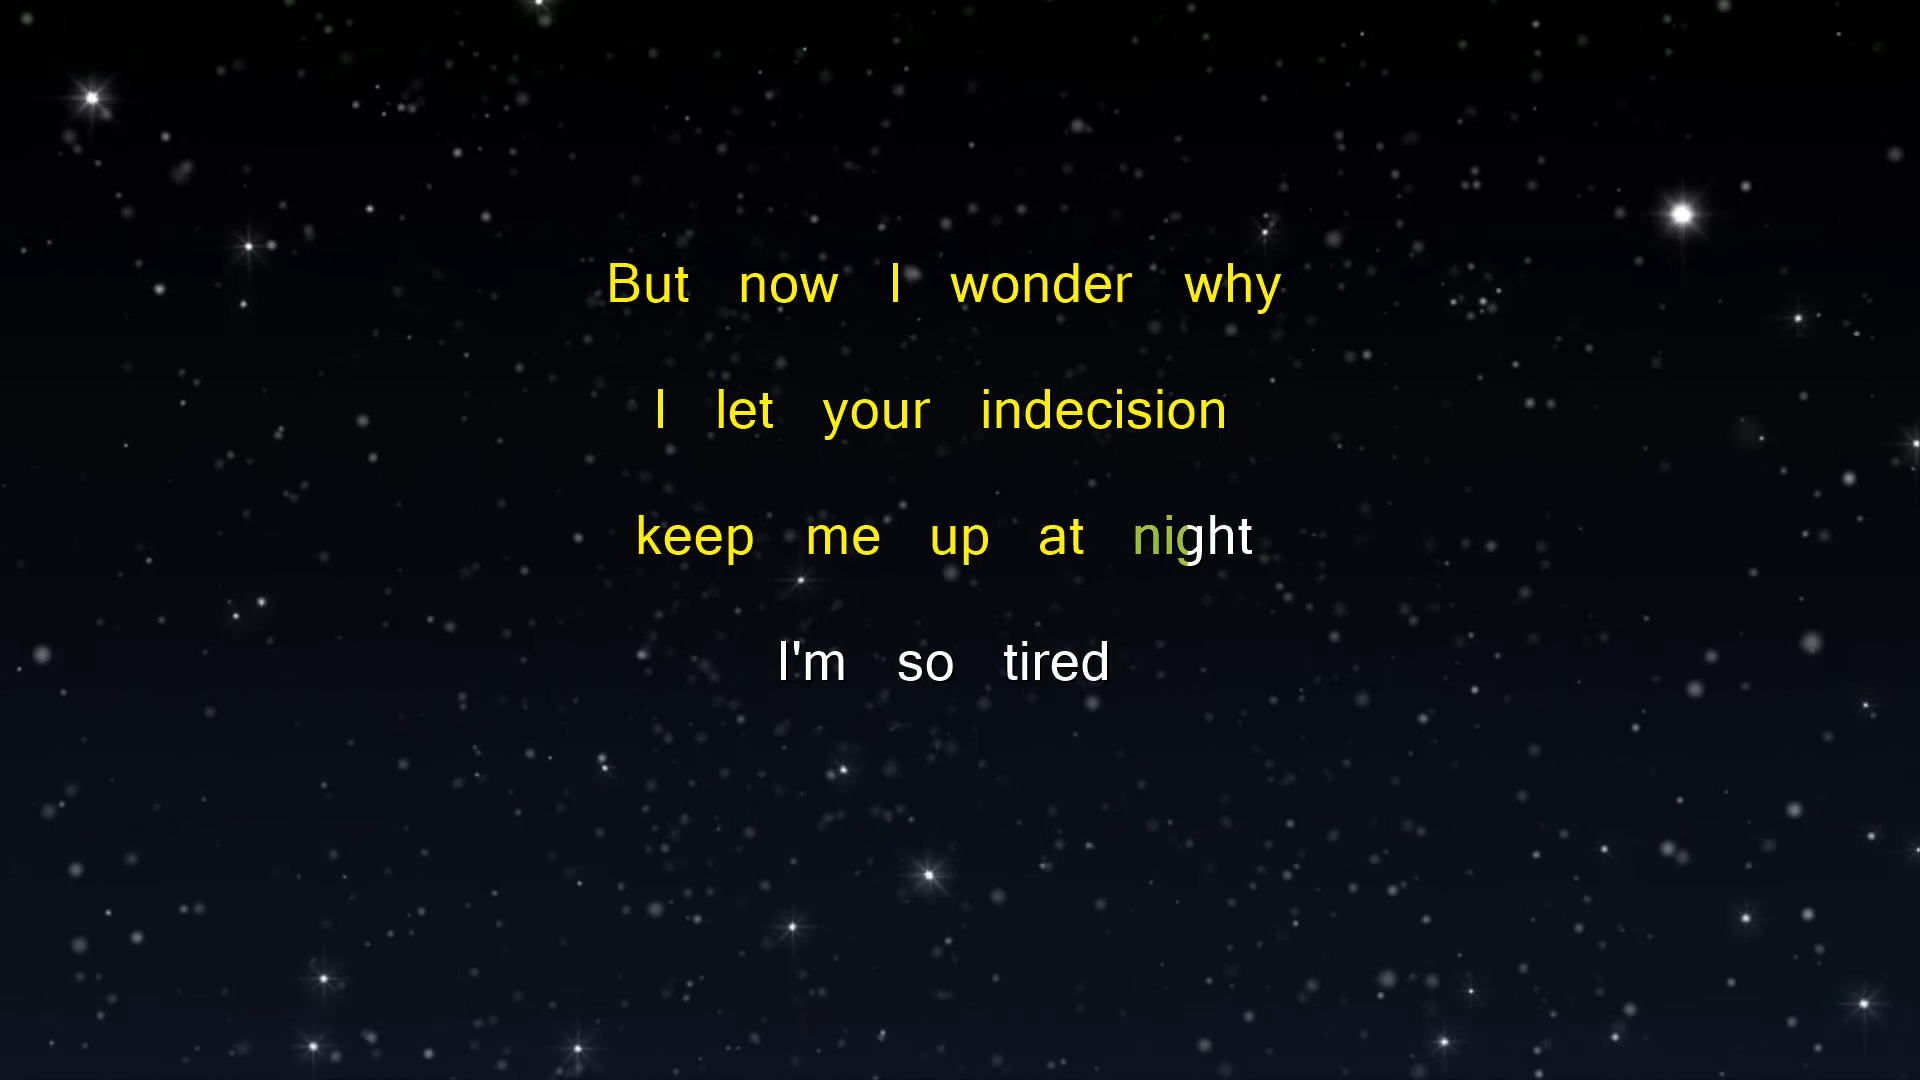 But now I wonder why
I let your indecision
keep me up at night
I'm so tired